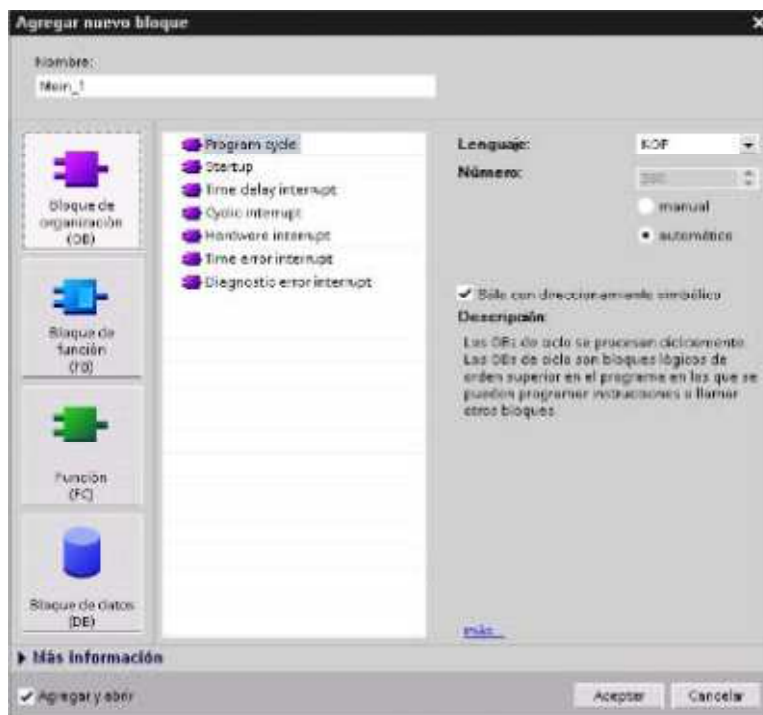 Agregar nuevo bloque
Nombre:
Main_1
Bloque de
organización
(OB)
Bloque de
función
(FB)
Función
(FC)
Bloque de datos
(DB)
Program cycle
Startup
Time delay interrupt
Cyclic interrupt
Hardware interrupt
Time error interrupt
Diagnostic error interrupt
Lenguaje:
KOP
Número:
manual
automático
Sólo con direccionamiento simbólico
Descripción:
Los OBs de ciclo se procesan cíclicamente.
Los OBs de ciclo son bloques lógicos de
orden superior en el programa en los que se
pueden programar instrucciones o llamar
otros bloques.
más...
Más información
Agregar y abrir
Aceptar
Cancelar